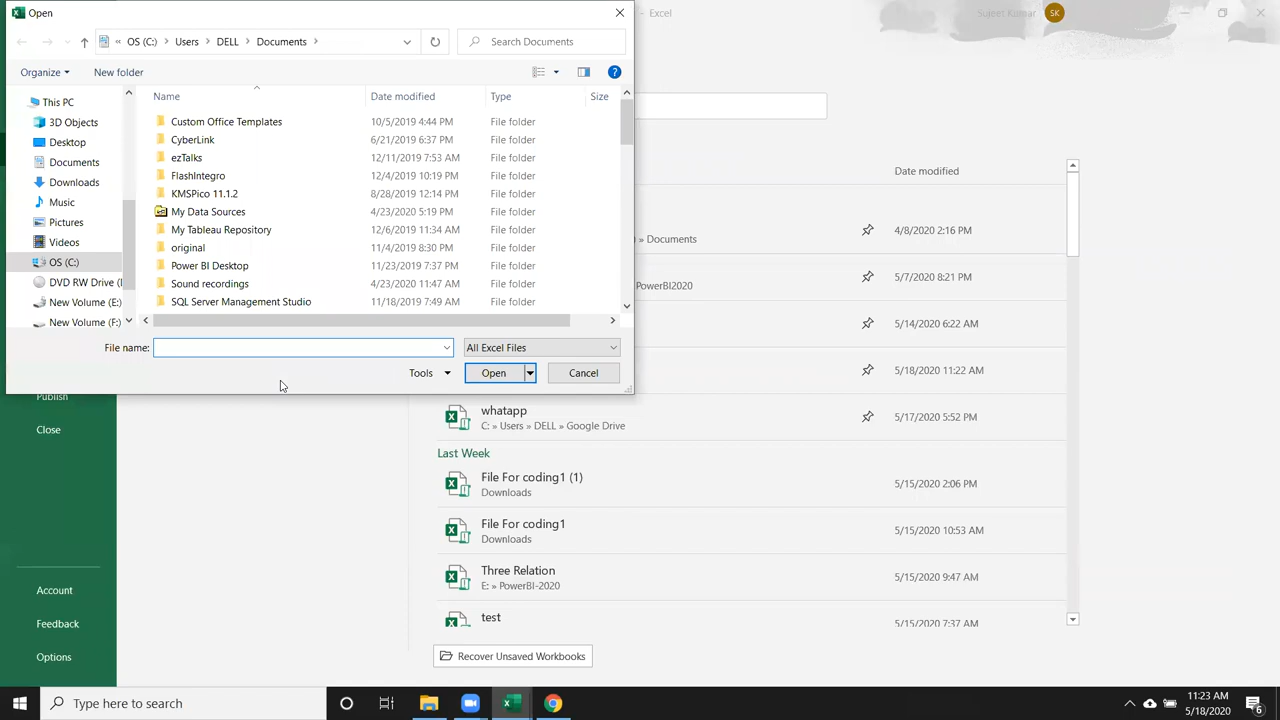 Open
Excel
Sujeet Kumar
SK
OS (C:)
Users
DELL
Documents
Search Documents
Organize
New folder
Name
Date modified
Type
Size
This PC
3D Objects
Desktop
Documents
Downloads
Music
Pictures
Videos
OS (C:)
DVD RW Drive (
New Volume (E:)
New Volume (F:)
Custom Office Templates 10/5/2019 4:44 PM File folder
CyberLink 6/21/2019 6:37 PM File folder
ezTalks 12/11/2019 7:53 AM File folder
FlashIntegro 12/4/2019 10:19 PM File folder
KMSPico 11.1.2 8/28/2019 12:14 PM File folder
My Data Sources 4/23/2020 5:19 PM File folder
My Tableau Repository 12/6/2019 11:34 AM File folder
original 11/4/2019 8:30 PM File folder
Power BI Desktop 11/23/2019 7:37 PM File folder
Sound recordings 4/23/2020 11:47 AM File folder
SQL Server Management Studio 11/18/2019 7:49 AM File folder
File name:
All Excel Files
Tools
Open
Cancel
Date modified
» Documents
4/8/2020 2:16 PM
PowerBI2020
5/7/2020 8:21 PM
5/14/2020 6:22 AM
5/18/2020 11:22 AM
whatapp
C: » Users » DELL » Google Drive
5/17/2020 5:52 PM
Last Week
File For coding1 (1)
Downloads
5/15/2020 2:06 PM
File For coding1
Downloads
5/15/2020 10:53 AM
Three Relation
E: » PowerBI-2020
5/15/2020 9:47 AM
test
5/15/2020 7:37 AM
Recover Unsaved Workbooks
Publish
Close
Account
Feedback
Options
Type here to search
11:23 AM
5/18/2020
6